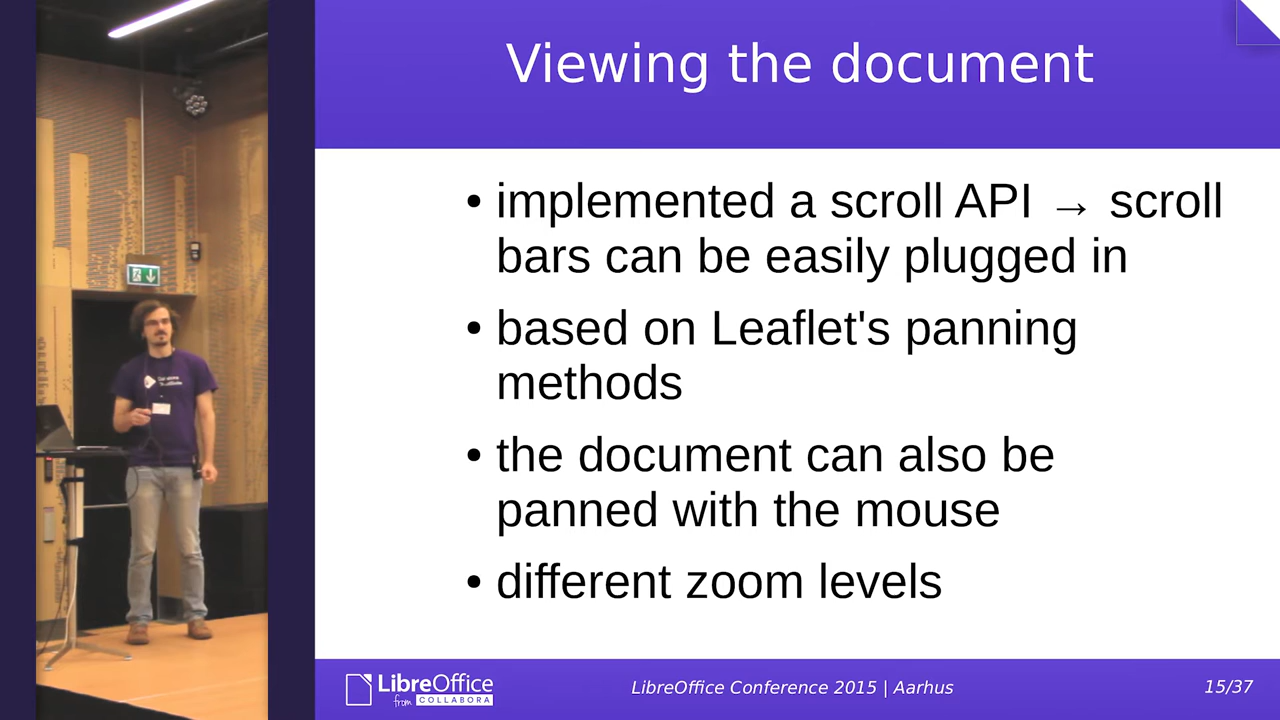 Viewing the document
• implemented a scroll API → scroll
bars can be easily plugged in
• based on Leaflet's panning
methods
• the document can also be
panned with the mouse
• different zoom levels
LibreOffice
from COLLABORA
LibreOffice Conference 2015 | Aarhus
15/37